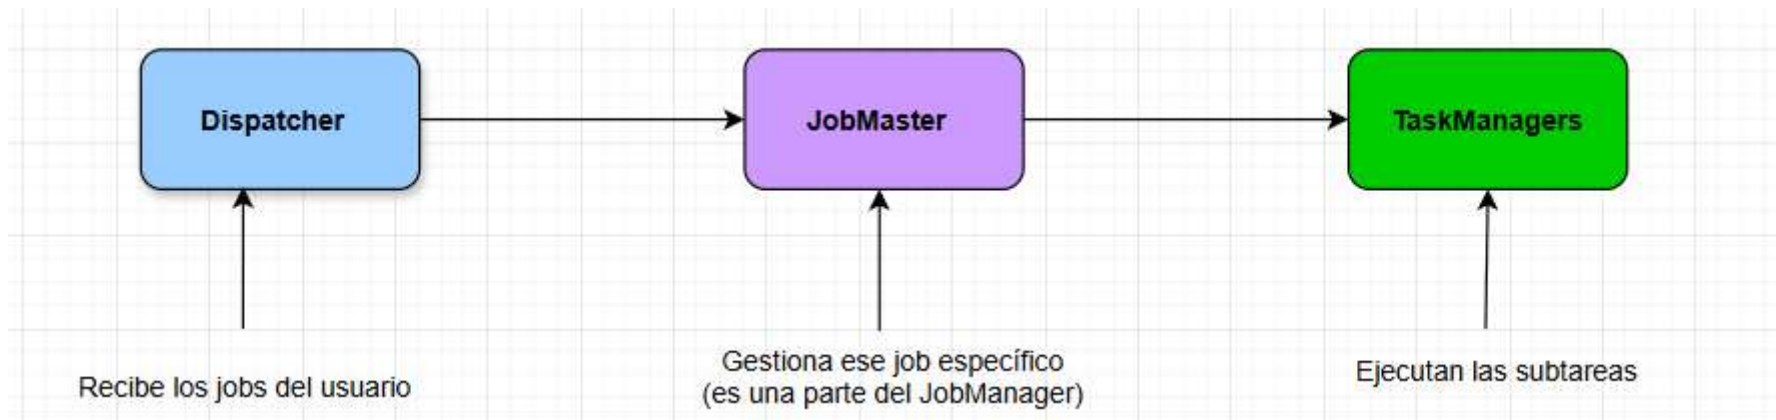 Dispatcher
JobMaster
TaskManagers
Recibe los jobs del usuario
Gestiona ese job específico
(es una parte del JobManager)
Ejecutan las subtareas